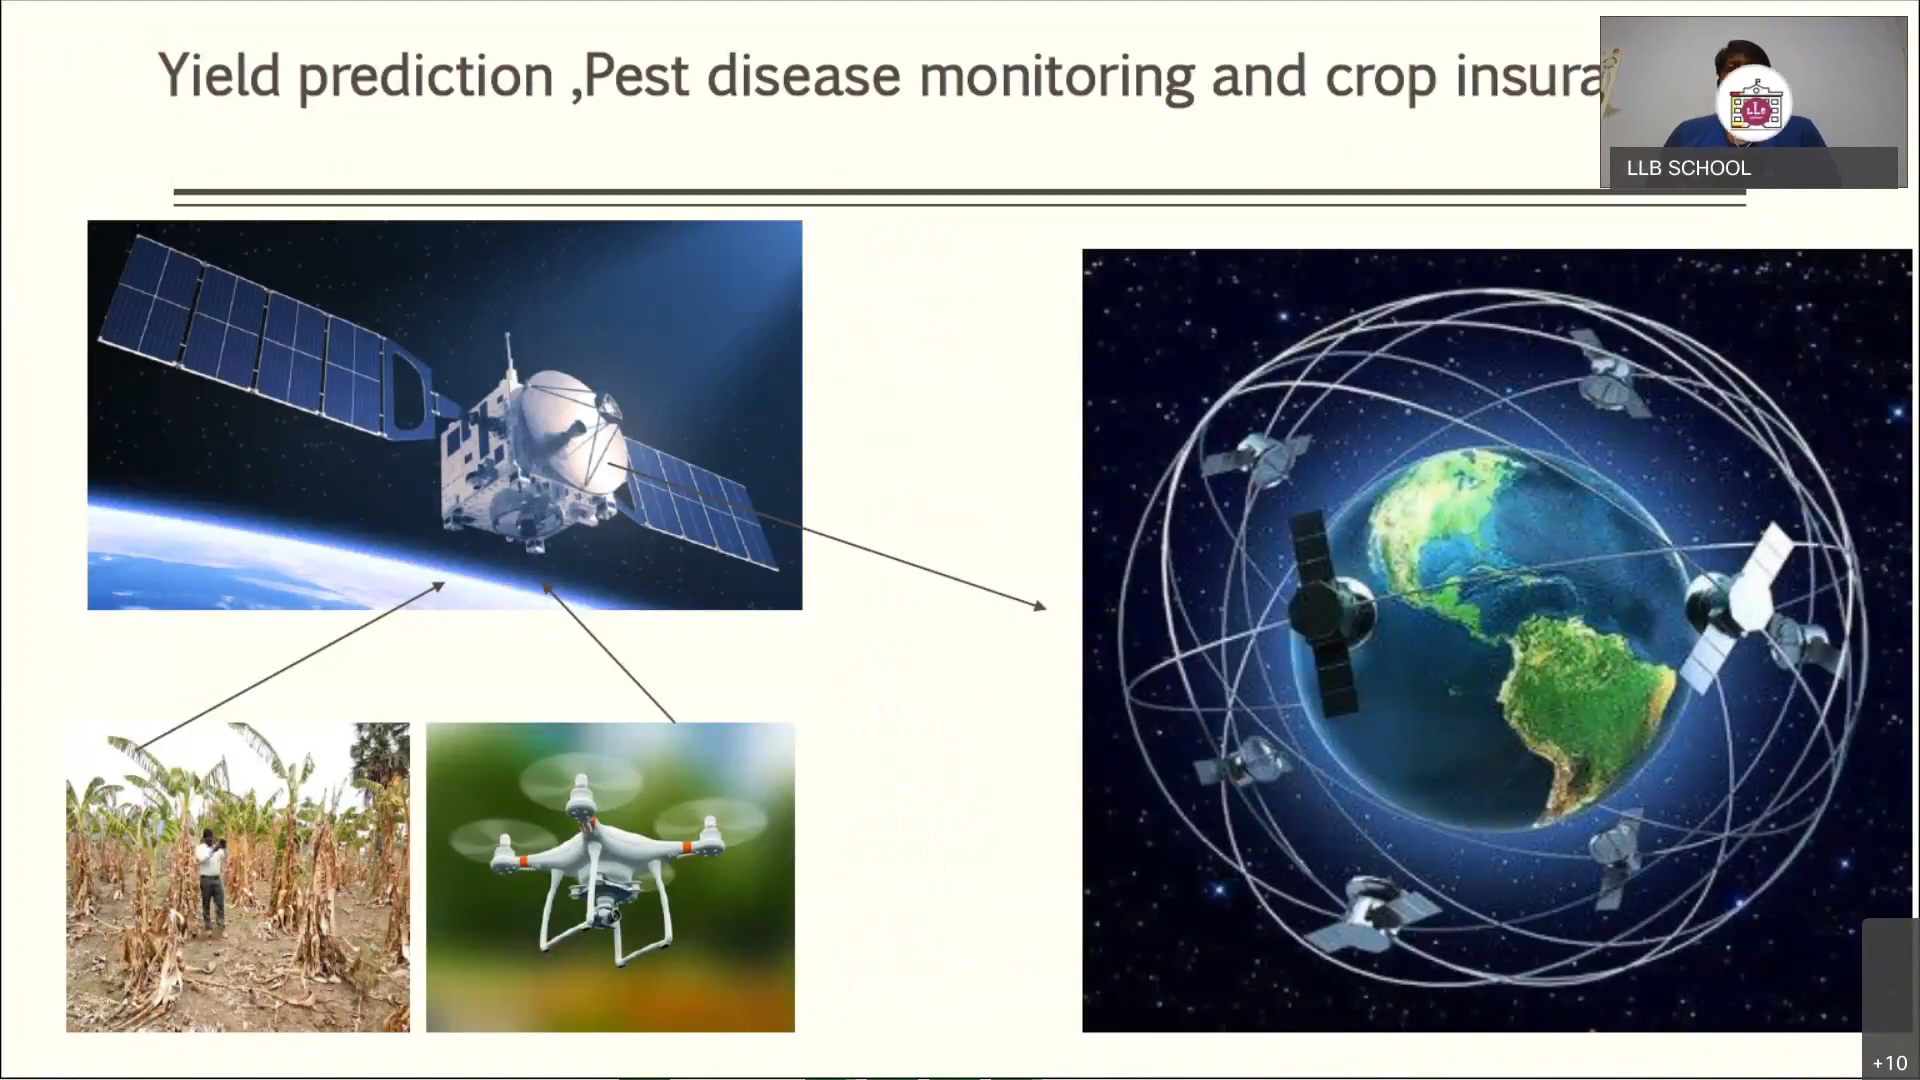 Yield prediction ,Pest disease monitoring and crop insura
LLB SCHOOL
+10